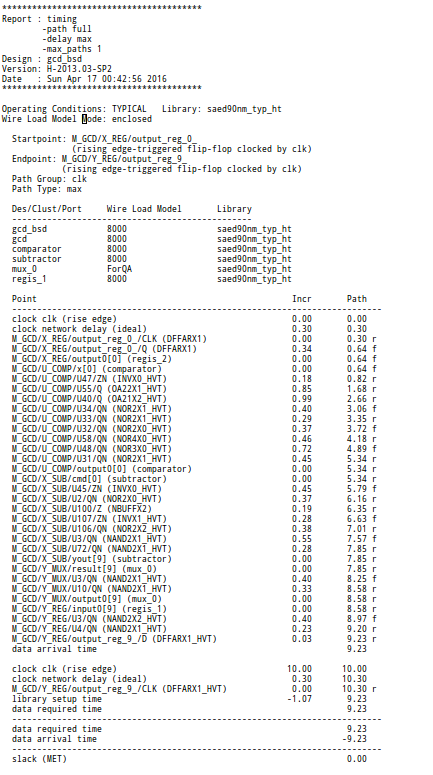 ****************************************
Report : timing
-path full
-delay max
-max_paths 1
Design : gcd_bsd
Version: H-2013.03-SP2
Date   : Sun Apr 17 00:42:56 2016
****************************************
Operating Conditions: TYPICAL   Library: saed90nm_typ_ht
Wire Load Model Mode: enclosed
Startpoint: M_GCD/X_REG/output_reg_0_
(rising edge-triggered flip-flop clocked by clk)
Endpoint: M_GCD/Y_REG/output_reg_9_
(rising edge-triggered flip-flop clocked by clk)
Path Group: clk
Path Type: max
Des/Clust/Port     Wire Load Model       Library
------------------------------------------------
gcd_bsd            8000                  saed90nm_typ_ht
gcd                8000                  saed90nm_typ_ht
comparator         8000                  saed90nm_typ_ht
subtractor         8000                  saed90nm_typ_ht
mux_0              ForQA                 saed90nm_typ_ht
regis_1            8000                  saed90nm_typ_ht
Point                                                   Incr       Path
--------------------------------------------------------------------------
clock clk (rise edge)                                   0.00       0.00
clock network delay (ideal)                             0.30       0.30
M_GCD/X_REG/output_reg_0_/CLK (DFFARX1)                 0.00       0.30 r
M_GCD/X_REG/output_reg_0_/Q (DFFARX1)                   0.34       0.64 f
M_GCD/X_REG/output0[0] (regis_2)                        0.00       0.64 f
M_GCD/U_COMP/x[0] (comparator)                          0.00       0.64 f
M_GCD/U_COMP/U47/ZN (INVX0_HVT)                         0.18       0.82 r
M_GCD/U_COMP/U55/Q (OA22X1_HVT)                         0.85       1.68 r
M_GCD/U_COMP/U40/Q (OA21X2_HVT)                         0.99       2.66 r
M_GCD/U_COMP/U34/QN (NOR2X1_HVT)                        0.40       3.06 f
M_GCD/U_COMP/U33/QN (NOR2X1_HVT)                        0.29       3.35 r
M_GCD/U_COMP/U32/QN (NOR2X0_HVT)                        0.37       3.72 f
M_GCD/U_COMP/U58/QN (NOR4X0_HVT)                        0.46       4.18 r
M_GCD/U_COMP/U48/QN (NOR3X0_HVT)                        0.72       4.89 f
M_GCD/U_COMP/U31/QN (NOR2X1_HVT)                        0.45       5.34 r
M_GCD/U_COMP/output0[0] (comparator)                    0.00       5.34 r
M_GCD/X_SUB/cmd[0] (subtractor)                         0.00       5.34 r
M_GCD/X_SUB/U45/ZN (INVX0_HVT)                          0.45       5.79 f
M_GCD/X_SUB/U2/QN (NOR2X0_HVT)                          0.37       6.16 r
M_GCD/X_SUB/U100/Z (NBUFFX2)                            0.19       6.35 r
M_GCD/X_SUB/U107/ZN (INVX1_HVT)                         0.28       6.63 f
M_GCD/X_SUB/U106/QN (NOR2X2_HVT)                        0.38       7.01 r
M_GCD/X_SUB/U3/QN (NAND2X1_HVT)                         0.55       7.57 f
M_GCD/X_SUB/U72/QN (NAND2X1_HVT)                        0.28       7.85 r
M_GCD/X_SUB/yout[9] (subtractor)                        0.00       7.85 r
M_GCD/Y_MUX/result[9] (mux_0)                           0.00       7.85 r
M_GCD/Y_MUX/U3/QN (NAND2X1_HVT)                         0.40       8.25 f
M_GCD/Y_MUX/U10/QN (NAND2X1_HVT)                        0.33       8.58 r
M_GCD/Y_MUX/output0[9] (mux_0)                          0.00       8.58 r
M_GCD/Y_REG/input0[9] (regis_1)                         0.00       8.58 r
M_GCD/Y_REG/U3/QN (NAND2X2_HVT)                         0.40       8.97 f
M_GCD/Y_REG/U4/QN (NAND2X1_HVT)                         0.23       9.20 r
M_GCD/Y_REG/output_reg_9_/D (DFFARX1_HVT)               0.03       9.23 r
data arrival time                                                  9.23
clock clk (rise edge)                                  10.00      10.00
clock network delay (ideal)                             0.30      10.30
M_GCD/Y_REG/output_reg_9_/CLK (DFFARX1_HVT)             0.00      10.30 r
library setup time                                     -1.07       9.23
data required time                                                 9.23
--------------------------------------------------------------------------
data required time                                                 9.23
data arrival time                                                 -9.23
--------------------------------------------------------------------------
slack (MET)                                                        0.00